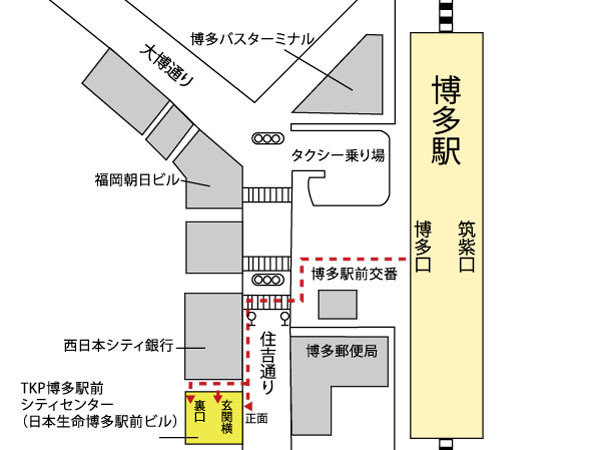 大博通り
博多バスターミナル
博多駅
タクシー乗り場
福岡朝日ビル
博多口
筑紫口
博多駅前交番
西日本シティ銀行
住吉通り
博多郵便局
TKP博多駅前
シティセンター
（日本生命博多駅前ビル）
裏口
玄関横
正面